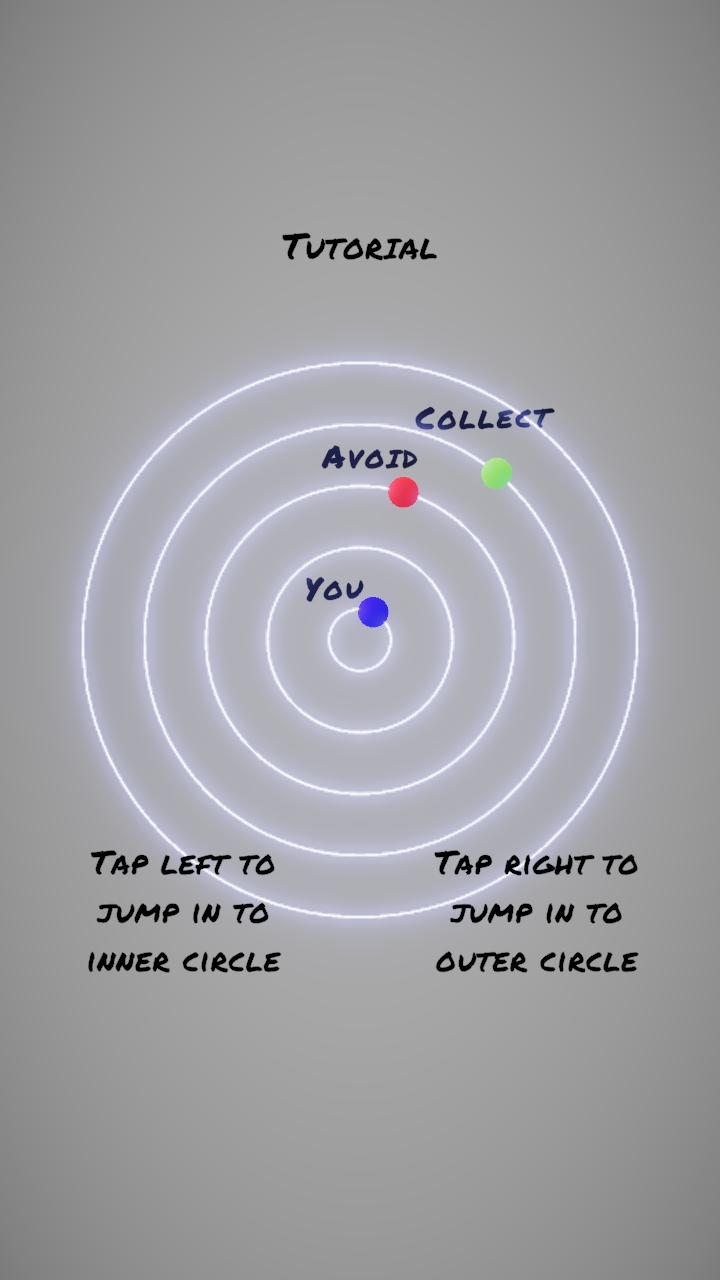 Tutorial
Collect
Avoid
You
Tap left to
jump in to
inner circle
Tap right to
jump in to
outer circle